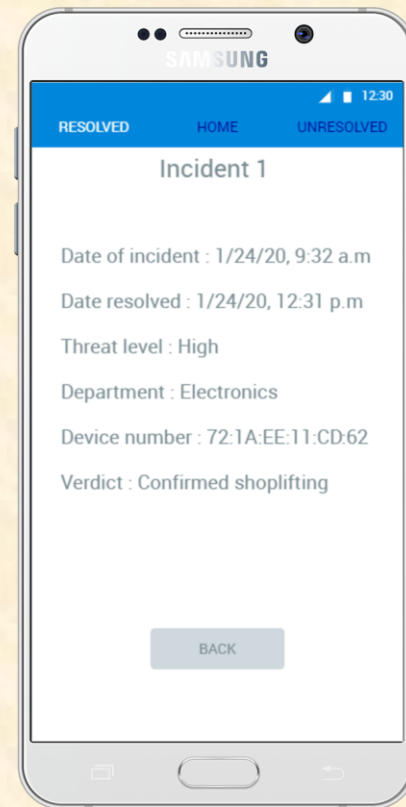 SAMSUNG
12:30
RESOLVED HOME UNRESOLVED
Incident 1
Date of incident : 1/24/20, 9:32 a.m
Date resolved : 1/24/20, 12:31 p.m
Threat level : High
Department : Electronics
Device number : 72:1A:EE:11:CD:62
Verdict : Confirmed shoplifting
BACK